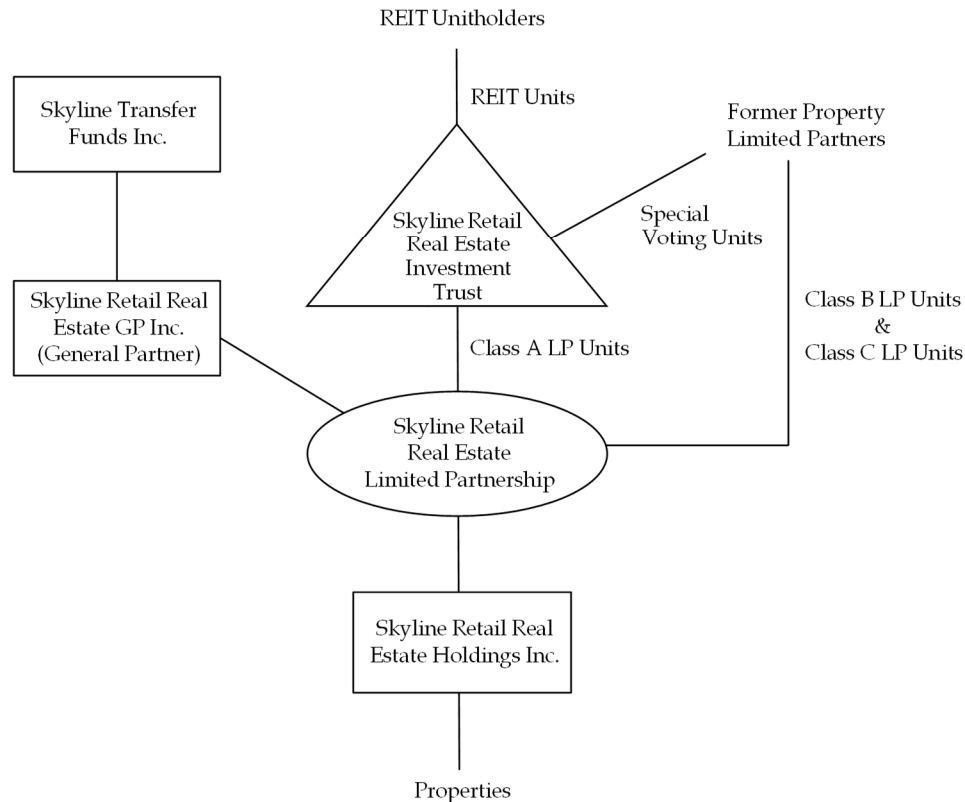 REIT Unitholders
Skyline Transfer
Funds Inc.
REIT Units
Former Property
Limited Partners
Skyline Retail
Real Estate
Investment
Trust
Special
Voting Units
Skyline Retail Real
Estate GP Inc.
(General Partner)
Class A LP Units
Class B LP Units
&
Class C LP Units
Skyline Retail
Real Estate
Limited Partnership
Skyline Retail Real
Estate Holdings Inc.
Properties